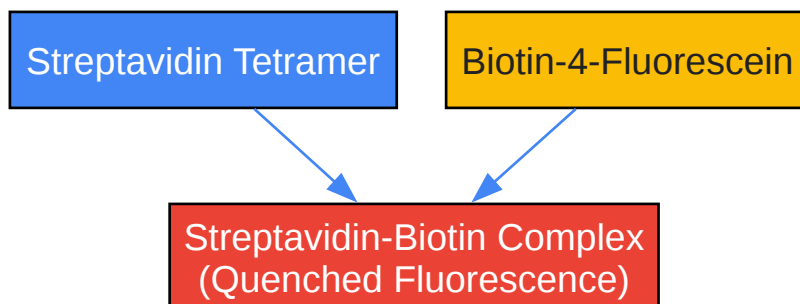 Streptavidin Tetramer
Biotin-4-Fluorescein
Streptavidin-Biotin Complex
(Quenched Fluorescence)